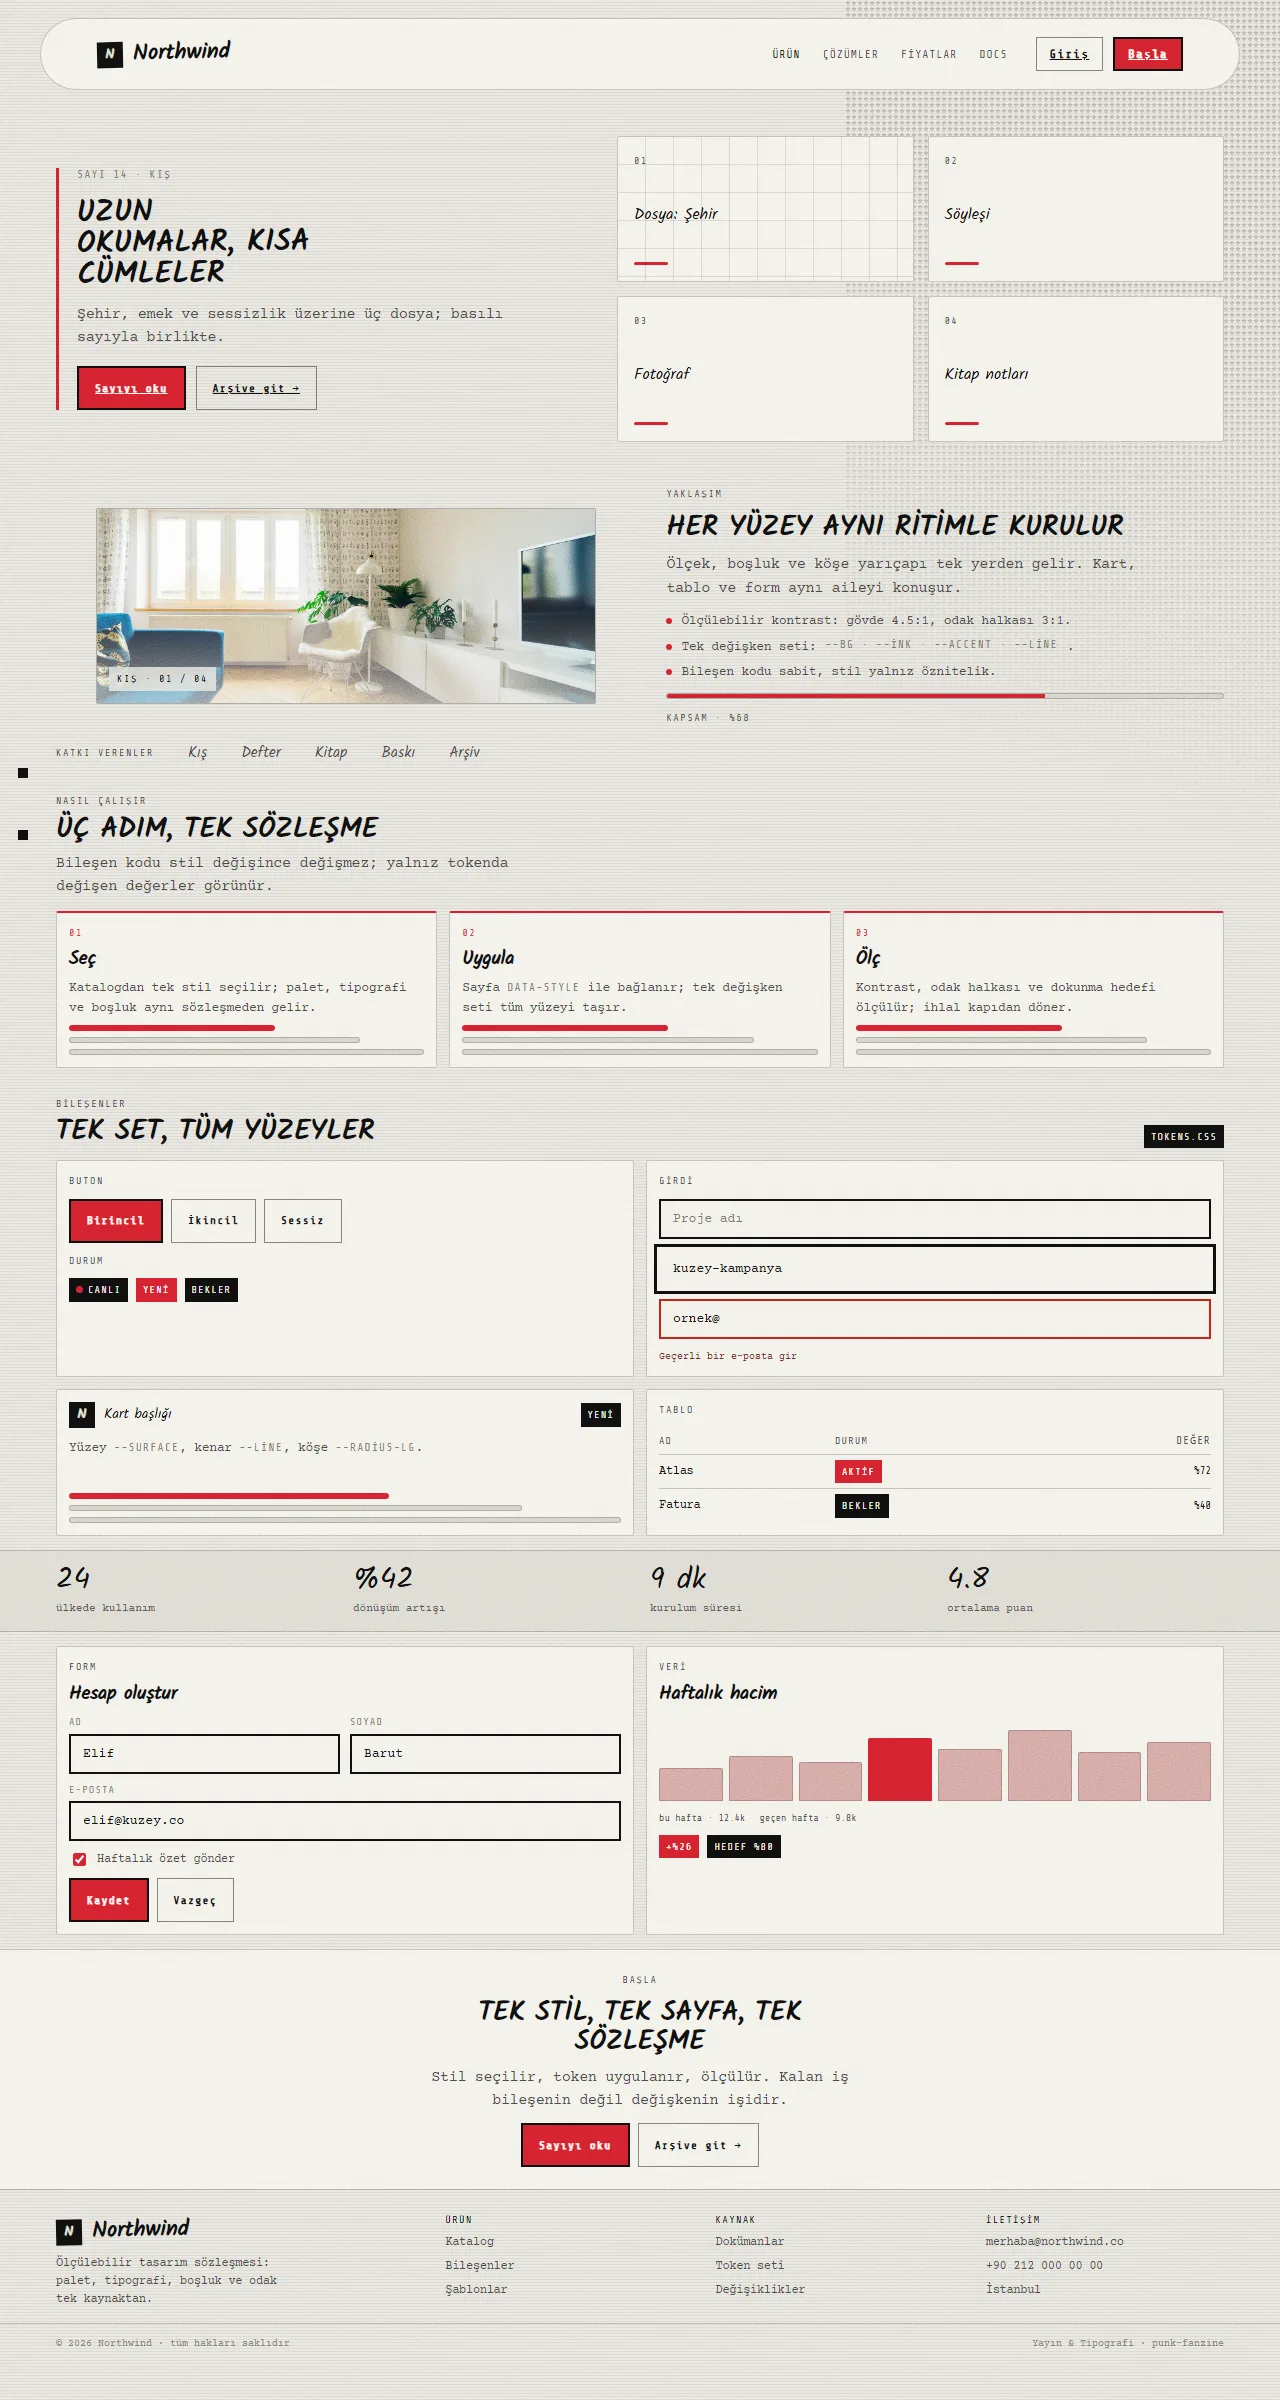 N Northwind
ÜRÜN ÇÖZÜMLER FİYATLAR DOCS Giriş Başla
SAYI 14 · KIŞ
UZUN
OKUMALAR, KISA
CÜMLELER
Şehir, emek ve sessizlik üzerine üç dosya; basılı
sayıyla birlikte.
Sayıyı oku Arşive git →
01
Dosya: Şehir
02
Söyleşi
03
Fotoğraf
04
Kitap notları
KIŞ · 01 / 04
YAKLAŞIM
HER YÜZEY AYNI RİTİMLE KURULUR
Ölçek, boşluk ve köşe yarıçapı tek yerden gelir. Kart,
tablo ve form aynı aileyi konuşur.
Ölçülebilir kontrast: gövde 4.5:1, odak halkası 3:1.
Tek değişken seti: --BG · --İNK · --ACCENT · --LİNE .
Bileşen kodu sabit, stil yalnız öznitelik.
KAPSAM · %68
KATKI VERENLER Kış Defter Kitap Baskı Arşiv
NASIL ÇALIŞIR
ÜÇ ADIM, TEK SÖZLEŞME
Bileşen kodu stil değişince değişmez; yalnız tokenda
değişen değerler görünür.
01
Seç
Katalogdan tek stil seçilir; palet, tipografi
ve boşluk aynı sözleşmeden gelir.
02
Uygula
Sayfa DATA-STYLE ile bağlanır; tek değişken
seti tüm yüzeyi taşır.
03
Ölç
Kontrast, odak halkası ve dokunma hedefi
ölçülür; ihlal kapıdan döner.
BİLEŞENLER
TEK SET, TÜM YÜZEYLER
TOKENS.CSS
BUTON
Birincil İkincil Sessiz
DURUM
CANLI YENİ BEKLER
GİRDİ
Proje adı
kuzey-kampanya
ornek@
Geçerli bir e-posta gir
N Kart başlığı YENİ
Yüzey --SURFACE, kenar --LİNE, köşe --RADİUS-LG.
TABLO
AD DURUM DEĞER
Atlas AKTİF %72
Fatura BEKLER %40
24
ülkede kullanım
%42
dönüşüm artışı
9 dk
kurulum süresi
4.8
ortalama puan
FORM
Hesap oluştur
AD SOYAD
Elif Barut
E-POSTA
elif@kuzey.co
Haftalık özet gönder
Kaydet Vazgeç
VERİ
Haftalık hacim
bu hafta · 12.4k geçen hafta · 9.8k
+%26 HEDEF %80
BAŞLA
TEK STİL, TEK SAYFA, TEK
SÖZLEŞME
Stil seçilir, token uygulanır, ölçülür. Kalan iş
bileşenin değil değişkenin işidir.
Sayıyı oku Arşive git →
N Northwind
Ölçülebilir tasarım sözleşmesi:
palet, tipografi, boşluk ve odak
tek kaynaktan.
ÜRÜN
Katalog
Bileşenler
Şablonlar
KAYNAK
Dokümanlar
Token seti
Değişiklikler
İLETİŞİM
merhaba@northwind.co
+90 212 000 00 00
İstanbul
© 2026 Northwind · tüm hakları saklıdır
Yayın & Tipografi · punk-fanzine